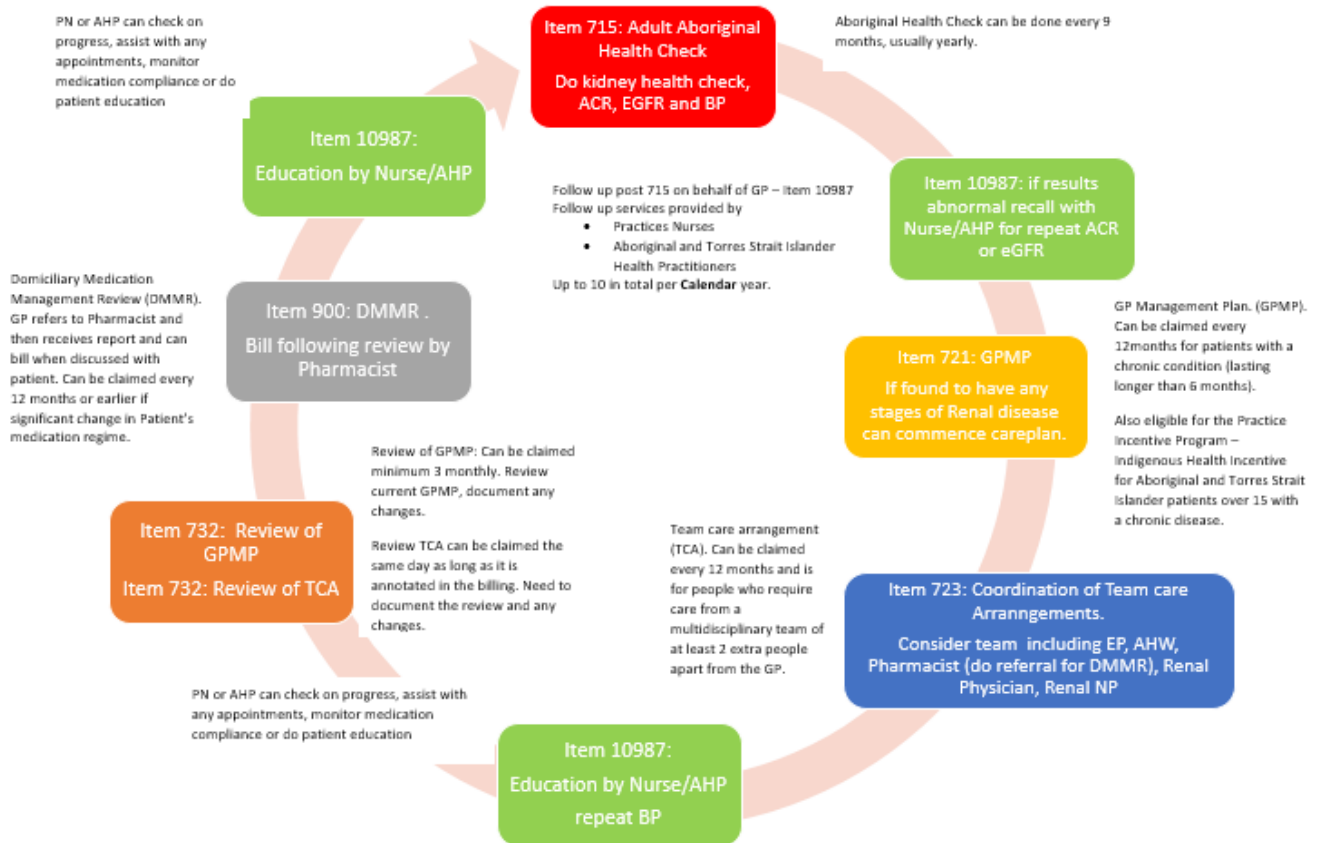 PN or AHP can check on
progress, assist with any
appointments, monitor
medication compliance or do
patient education
Item 715: Adult Aboriginal
Health Check
Do kidney health check,
ACR, EGFR and BP
Aboriginal Health Check can be done every 9
months, usually yearly.
Item 10987:
Education by Nurse/AHP
Follow up post 715 on behalf of GP – Item 10987
Follow up services provided by
• Practices Nurses
• Aboriginal and Torres Strait Islander
Health Practitioners
Up to 10 in total per Calendar year.
Item 10987: if results
abnormal recall with
Nurse/AHP for repeat ACR
or eGFR
Domiciliary Medication
Management Review (DMMR).
GP refers to Pharmacist and
then receives report and can
bill when discussed with
patient. Can be claimed every
12 months or earlier if
significant change in Patient's
medication regime.
Item 900: DMMR .
Bill following review by
Pharmacist
Item 721: GPMP
If found to have any
stages of Renal disease
can commence careplan.
GP Management Plan. (GPMP).
Can be claimed every
12months for patients with a
chronic condition (lasting
longer than 6 months).
Also eligible for the Practice
Incentive Program –
Indigenous Health Incentive
for Aboriginal and Torres Strait
Islander patients over 15 with
a chronic disease.
Item 732: Review of
GPMP
Item 732: Review of TCA
Review of GPMP: Can be claimed
minimum 3 monthly. Review
current GPMP, document any
changes.
Review TCA can be claimed the
same day as long as it is
annotated in the billing. Need to
document the review and any
changes.
Team care arrangement
(TCA). Can be claimed
every 12 months and is
for people who require
care from a
multidisciplinary team of
at least 2 extra people
apart from the GP.
Item 723: Coordination of Team care
Aranngements.
Consider team including EP, AHW,
Pharmacist (do referral for DMMR), Renal
Physician, Renal NP
PN or AHP can check on progress, assist with
any appointments, monitor medication
compliance or do patient education
Item 10987:
Education by Nurse/AHP
repeat BP